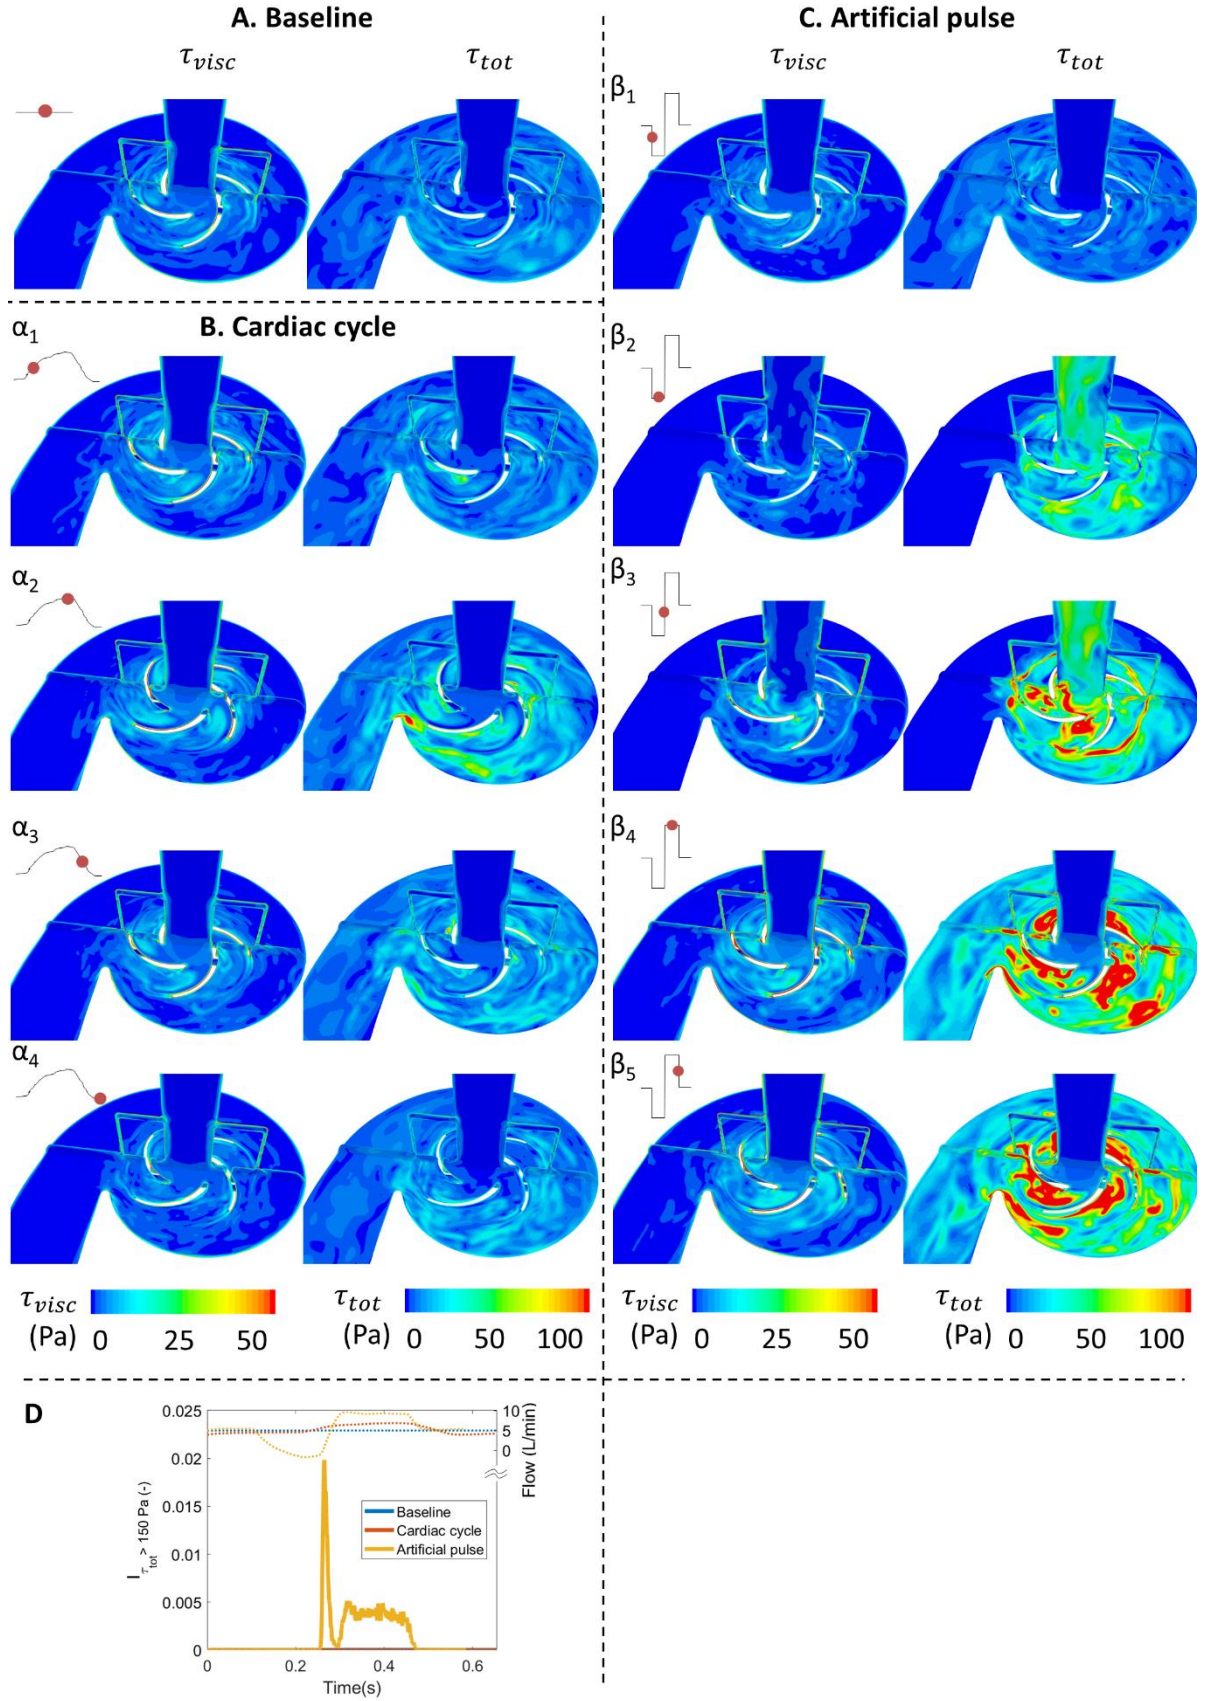 A. Baseline
τvisc
τtot
B. Cardiac cycle
α1
α2
α3
α4
τvisc
(Pa)
0 25 50
τtot
(Pa)
0 50 100
C. Artificial pulse
τvisc
τtot
β1
β2
β3
β4
β5
τvisc
(Pa)
0 25 50
τtot
(Pa)
0 50 100
D
0.025
0.02
0.015
0.01
0.005
0
I τtot > 150 Pa (-)
10
5
0
Flow (L/min)
Baseline
Cardiac cycle
Artificial pulse
0 0.2 0.4 0.6
Time(s)